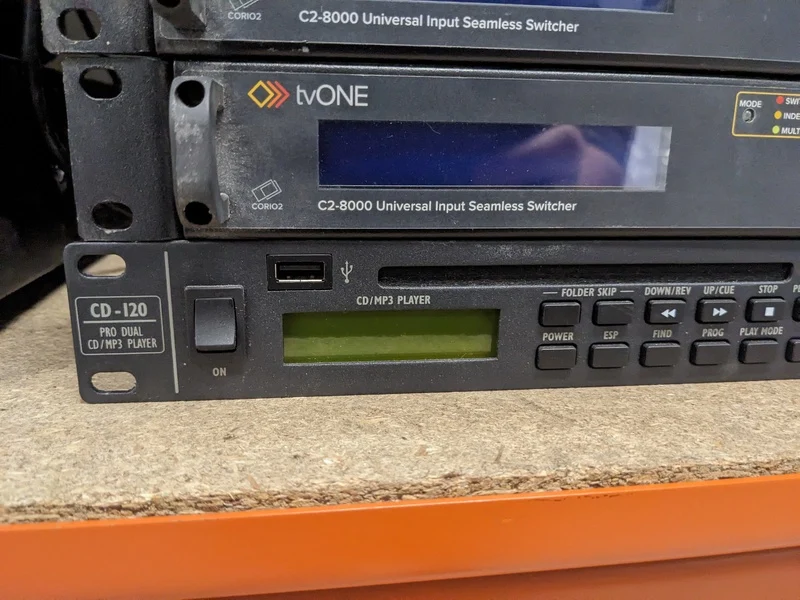 CORIO2
C2-8000 Universal Input Seamless Switcher
tvONE
MODE
CORIO2
C2-8000 Universal Input Seamless Switcher
CD/MP3 PLAYER
FOLDER SKIP
DOWN/REV
UP/CUE
STOP
CD-120
PRO DUAL
CD/MP3 PLAYER
ON
POWER
ESP
FIND
PROG
PLAY MODE